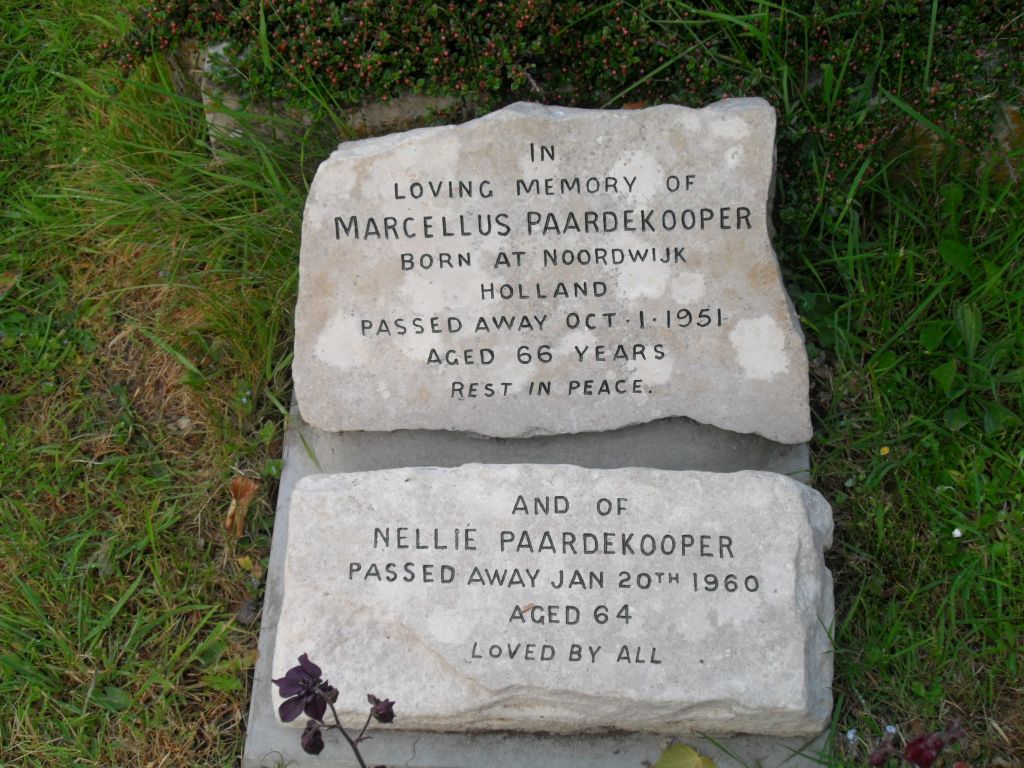 IN
LOVING MEMORY OF
MARCELLUS PAARDEKOOPER
BORN AT NOORDWIJK
HOLLAND
PASSED AWAY OCT · 1 · 1951
AGED 66 YEARS
REST IN PEACE.
AND OF
NELLIE PAARDEKOOPER
PASSED AWAY JAN 20TH 1960
AGED 64
LOVED BY ALL